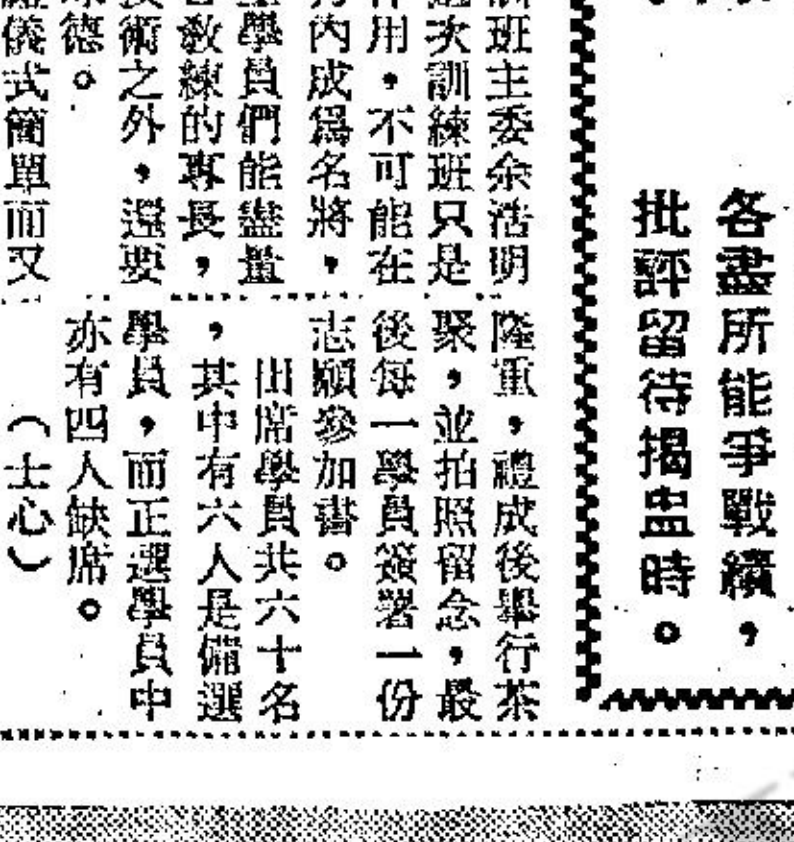 各盡所能爭戰績，
批評留待揭盅時。
班主委余浩明
次訓練班只是
用，不可能在
內成爲名將，
學員們能盡量
敎練的專長，
術之外，還要
德。
儀式簡單而又
隆重，禮成後舉行茶
聚，並拍照留念，最
後每一學員簽署一份
志願參加書。
出席學員共六十名
，其中有六人是備選
學員，而正選學員中
亦有四人缺席。
（士心）